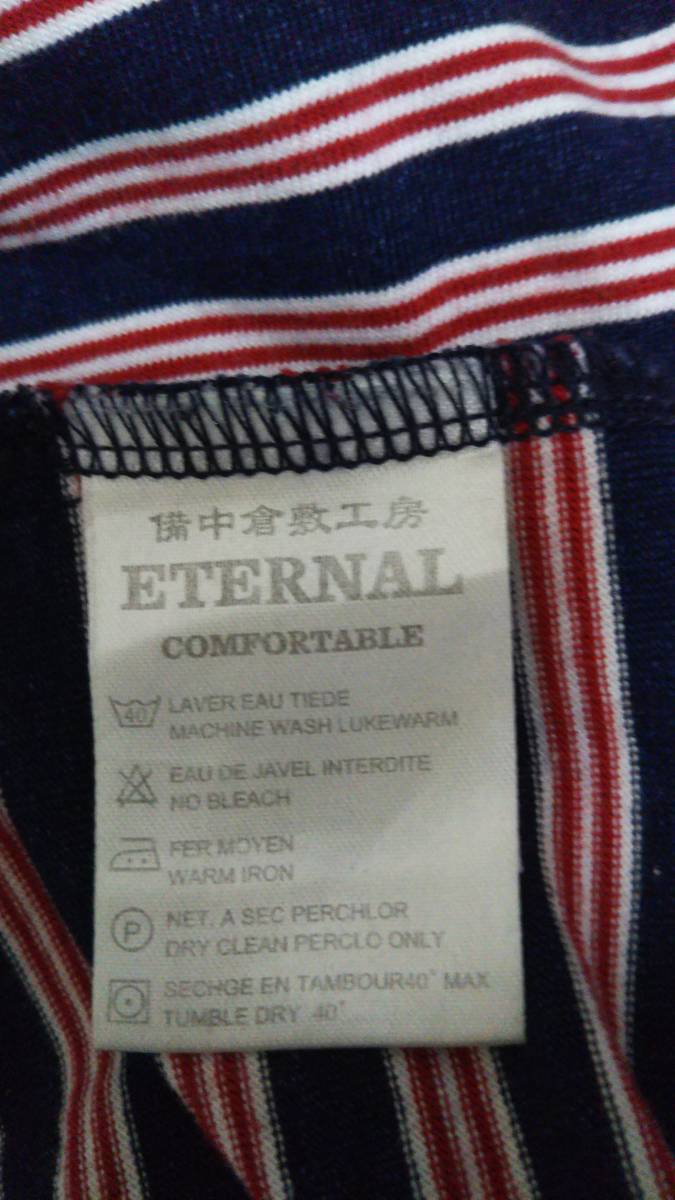 備中倉敷工房
ETERNAL
COMFORTABLE
40 LAVER EAU TIEDE
MACHINE WASH LUKEWARM
EAU DE JAVEL INTERDITE
NO BLEACH
FER MOYEN
WARM IRON
P NET. A SEC PERCHLOR
DRY CLEAN PERCLO ONLY
SECHGE EN TAMBOUR40° MAX
TUMBLE DRY 40°